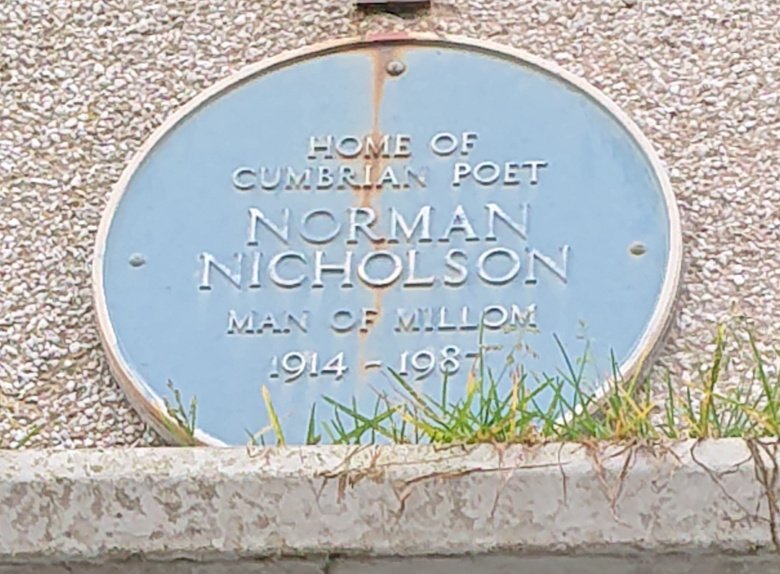 HOME OF
CUMBRIAN POET
NORMAN
NICHOLSON
MAN OF MILLOM
1914 - 1987